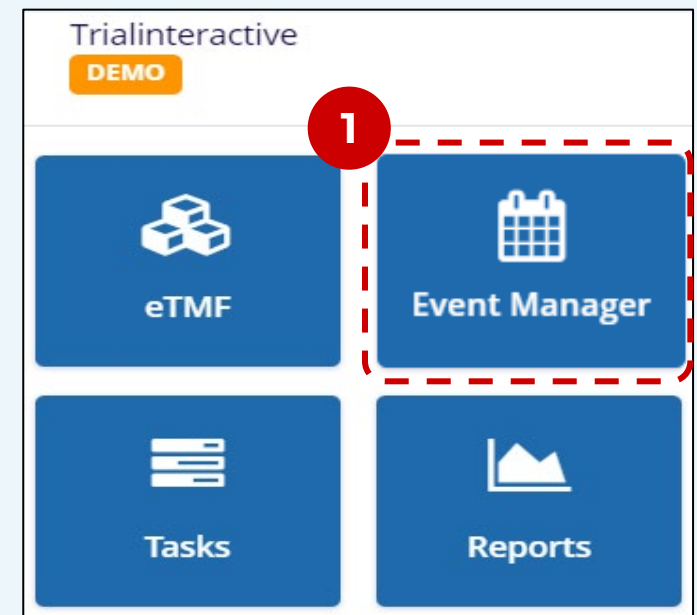 Trialinteractive
DEMO
1
eTMF
Event Manager
Tasks
Reports